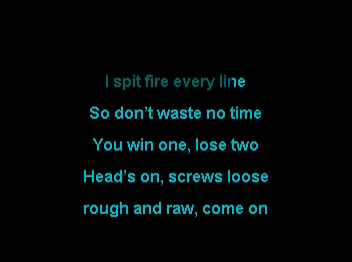 I spit fire every line
So don't waste no time
You win one, lose two
Head's on, screws loose
rough and raw, come on